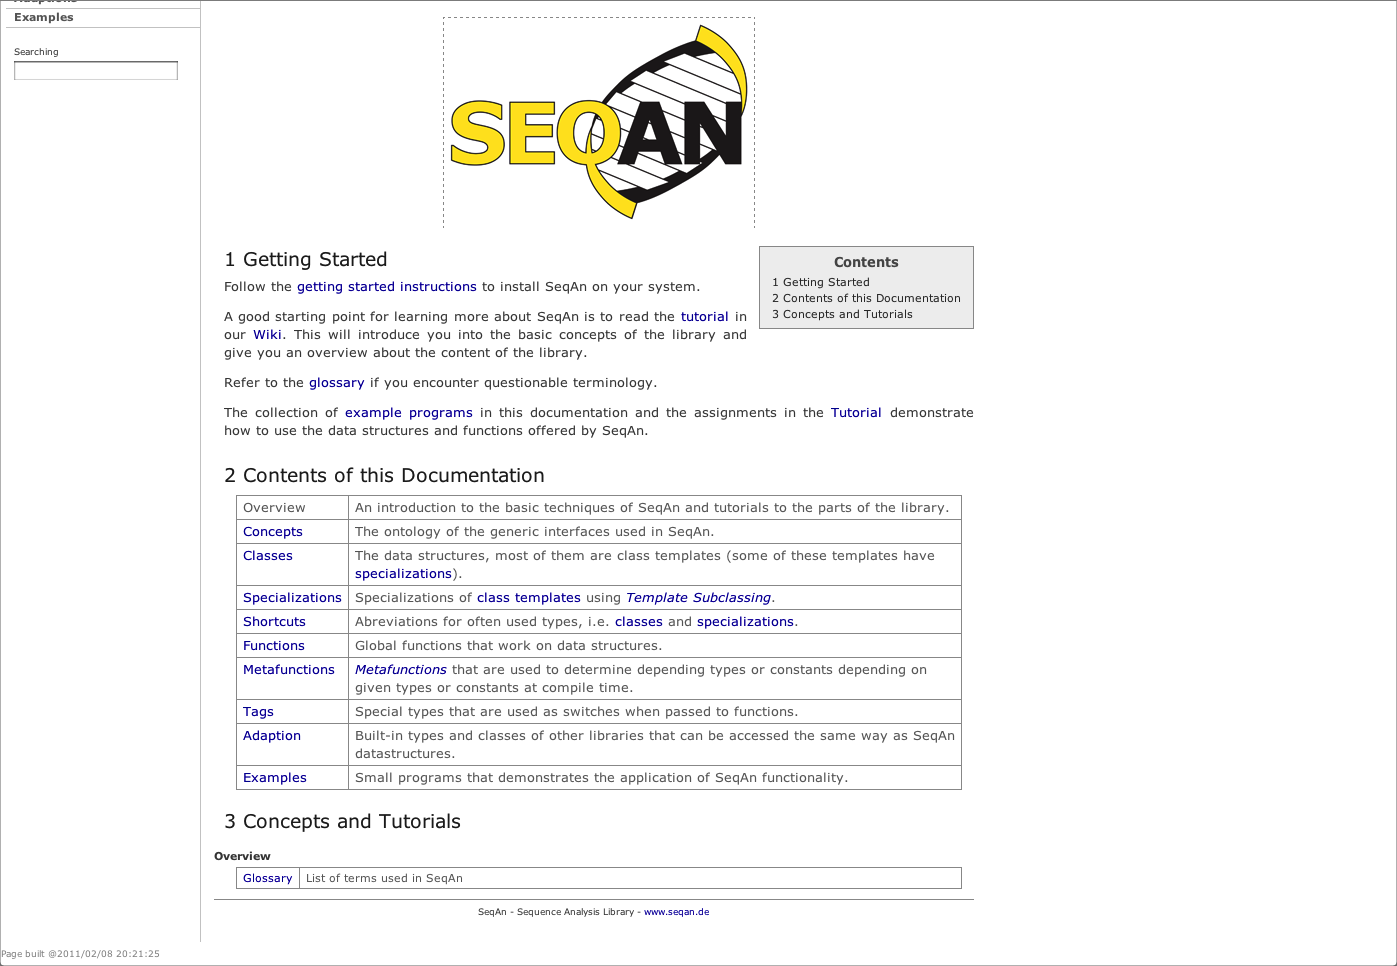 Adaptions
Examples
Searching
SEQAN
1 Getting Started
Follow the getting started instructions to install SeqAn on your system.
A good starting point for learning more about SeqAn is to read the tutorial in
our Wiki. This will introduce you into the basic concepts of the library and
give you an overview about the content of the library.
Refer to the glossary if you encounter questionable terminology.
The collection of example programs in this documentation and the assignments in the Tutorial demonstrate
how to use the data structures and functions offered by SeqAn.
Contents
1 Getting Started
2 Contents of this Documentation
3 Concepts and Tutorials
2 Contents of this Documentation
Overview An introduction to the basic techniques of SeqAn and tutorials to the parts of the library.
Concepts The ontology of the generic interfaces used in SeqAn.
Classes The data structures, most of them are class templates (some of these templates have
specializations).
Specializations Specializations of class templates using Template Subclassing.
Shortcuts Abreviations for often used types, i.e. classes and specializations.
Functions Global functions that work on data structures.
Metafunctions Metafunctions that are used to determine depending types or constants depending on
given types or constants at compile time.
Tags Special types that are used as switches when passed to functions.
Adaption Built-in types and classes of other libraries that can be accessed the same way as SeqAn
datastructures.
Examples Small programs that demonstrates the application of SeqAn functionality.
3 Concepts and Tutorials
Overview
Glossary List of terms used in SeqAn
SeqAn - Sequence Analysis Library - www.seqan.de
Page built @2011/02/08 20:21:25